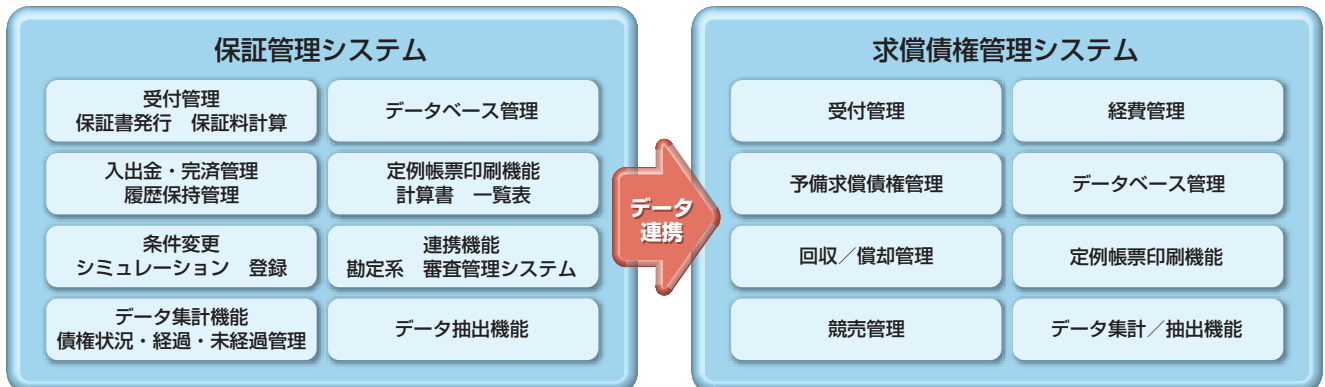 保証管理システム
受付管理
保証書発行　保証料計算
データベース管理
入出金・完済管理
履歴保持管理
定例帳票印刷機能
計算書　一覧表
条件変更
シミュレーション　登録
連携機能
勘定系　審査管理システム
データ集計機能
債権状況・経過・未経過管理
データ抽出機能
データ
連携
求償債権管理システム
受付管理
経費管理
予備求償債権管理
データベース管理
回収／償却管理
定例帳票印刷機能
競売管理
データ集計／抽出機能